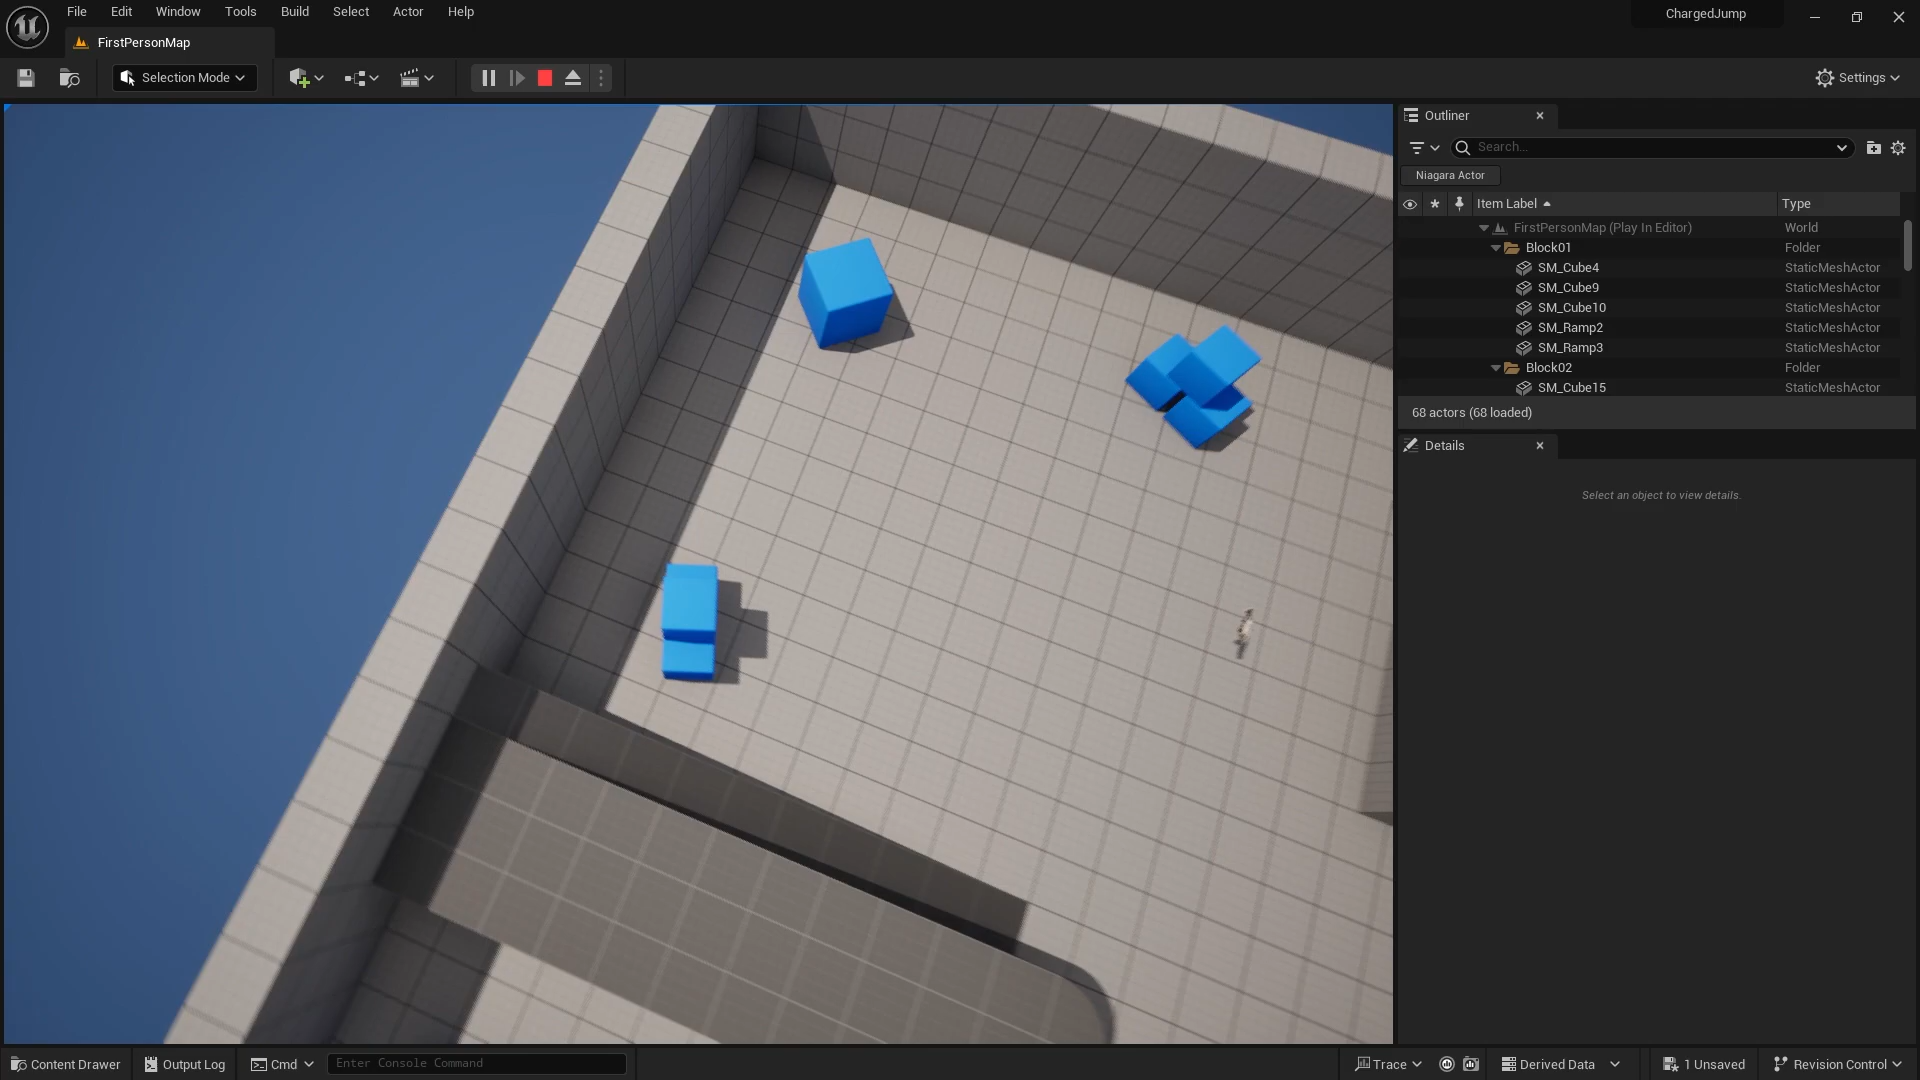 File Edit Window Tools Build Select Actor Help
ChargedJump
FirstPersonMap
Selection Mode
Settings
Outliner
Search...
Niagara Actor
Item Label Type
FirstPersonMap (Play In Editor) World
Block01 Folder
SM_Cube4 StaticMeshActor
SM_Cube9 StaticMeshActor
SM_Cube10 StaticMeshActor
SM_Ramp2 StaticMeshActor
SM_Ramp3 StaticMeshActor
Block02 Folder
SM_Cube15 StaticMeshActor
68 actors (68 loaded)
Details
Select an object to view details.
Content Drawer Output Log Cmd Enter Console Command Trace Derived Data 1 Unsaved Revision Control